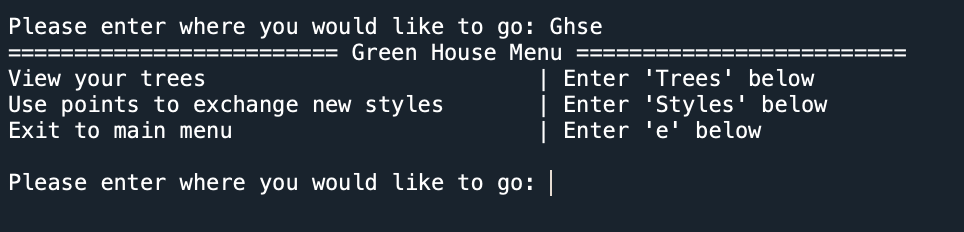 Please enter where you would like to go: Ghse
========================= Green House Menu =========================
View your trees                         | Enter 'Trees' below
Use points to exchange new styles       | Enter 'Styles' below
Exit to main menu                       | Enter 'e' below
Please enter where you would like to go: